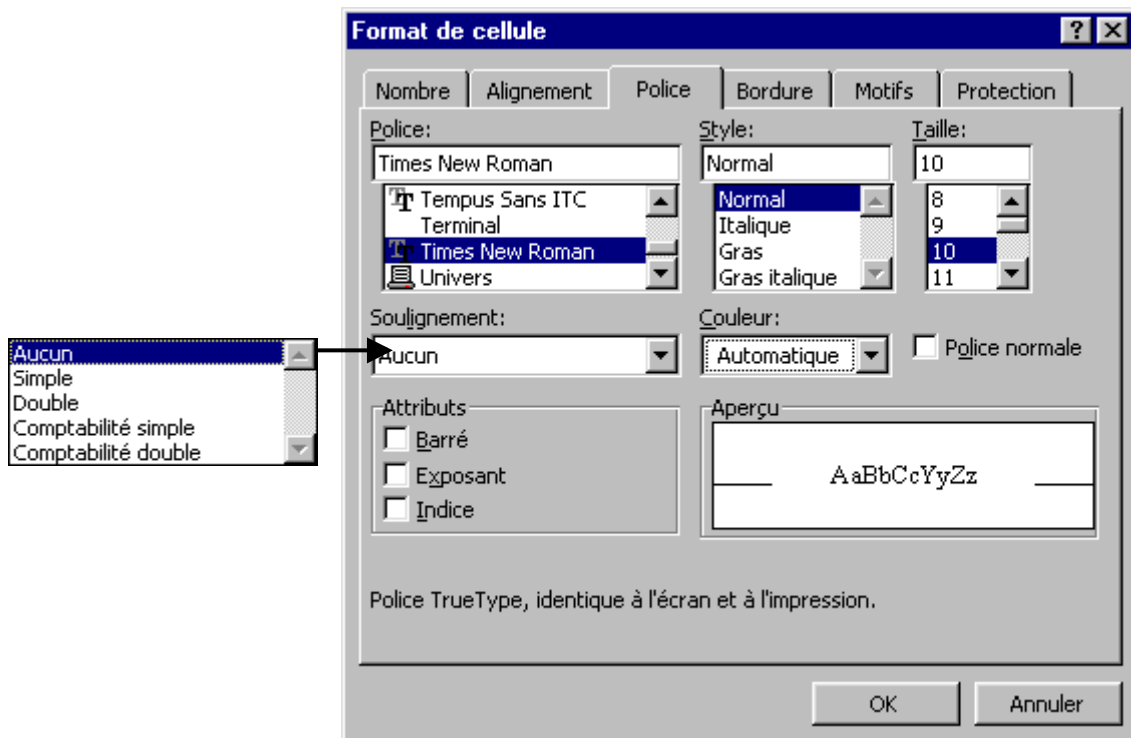 Format de cellule
Nombre Alignement Police Bordure Motifs Protection
Police: Style: Taille:
Times New Roman Normal 10
Tempus Sans ITC Normal 8
Terminal Italique 9
Times New Roman Gras 10
Univers Gras italique 11
Soulignement: Couleur:
Aucun Automatique Police normale
Aucun
Simple
Double
Comptabilité simple
Comptabilité double
Attributs Aperçu
Barré
Exposant AaBbCcYyZz
Indice
Police TrueType, identique à l'écran et à l'impression.
OK Annuler